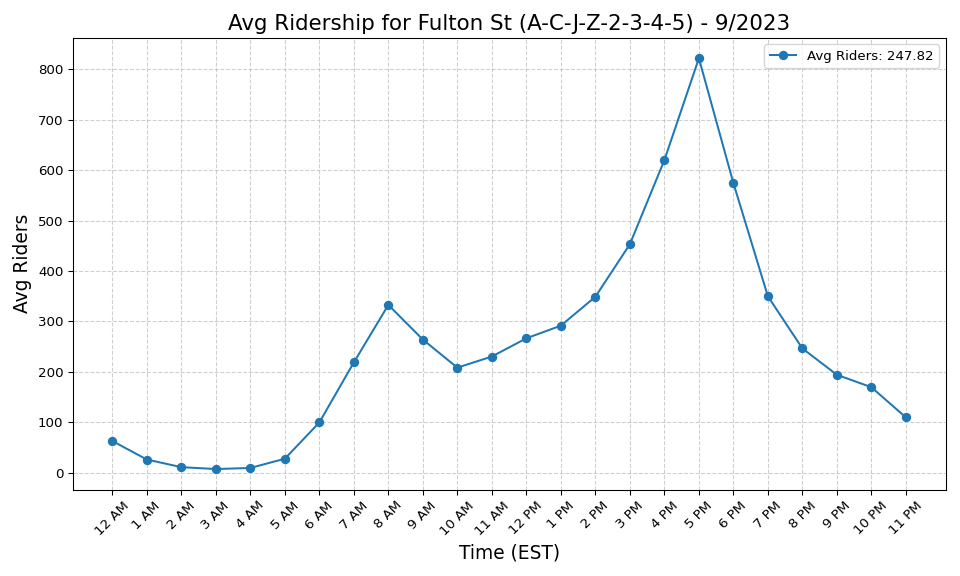 Avg Ridership for Fulton St (A-C-J-Z-2-3-4-5) - 9/2023
Avg Riders: 247.82
Avg Riders
800
700
600
500
400
300
200
100
0
12 AM
1 AM
2 AM
3 AM
4 AM
5 AM
6 AM
7 AM
8 AM
9 AM
10 AM
11 AM
12 PM
1 PM
2 PM
3 PM
4 PM
5 PM
6 PM
7 PM
8 PM
9 PM
10 PM
11 PM
Time (EST)